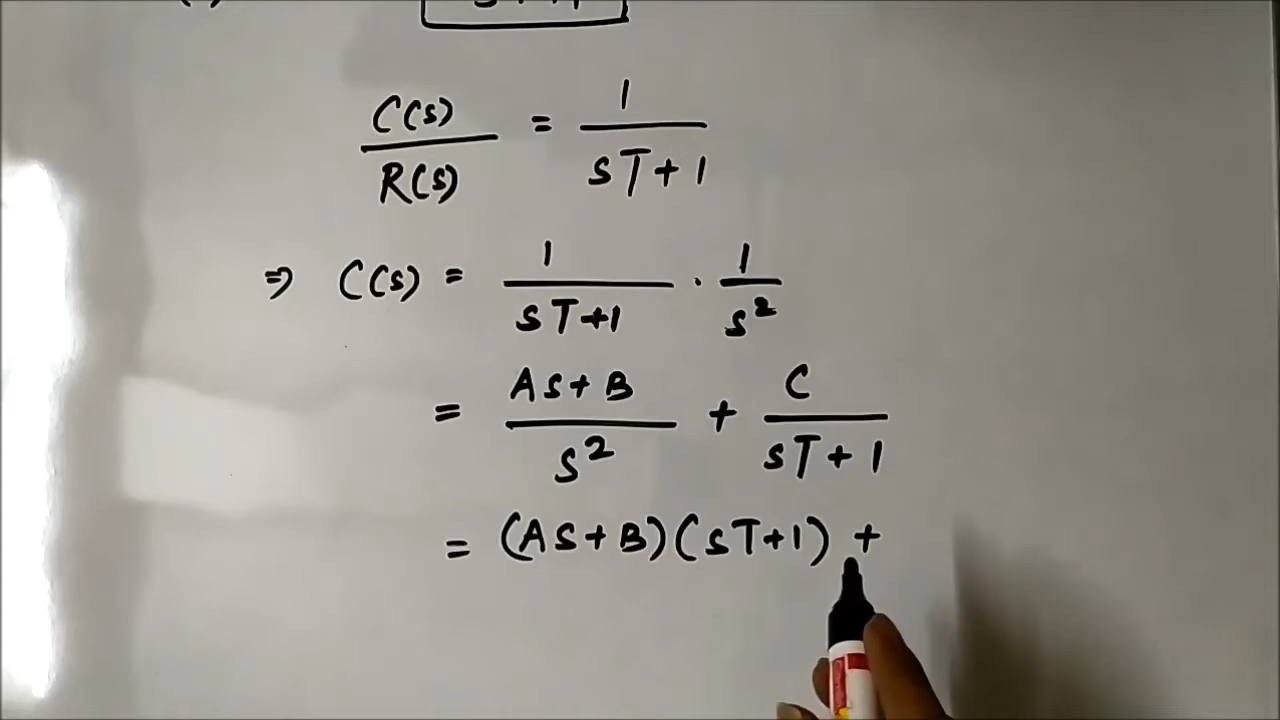 C(s)/R(s) = 1/(sT+1)
⇒ C(s) = 1/(sT+1) · 1/s²
= (As+B)/s² + C/(sT+1)
= (As+B)(sT+1) +